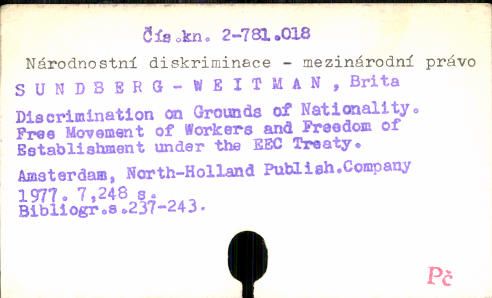 Čís.kn. 2-781.018
Národnostní diskriminace - mezinárodní právo
S U N D B E R G - W E I T M A N , Brita
Discrimination on Grounds of Nationality.
Free Movement of Workers and Freedom of
Establishment under the EEC Treaty.
Amsterdam, North-Holland Publish.Company
1977. 7,248 s.
Bibliogr.s.237-243.
Pč